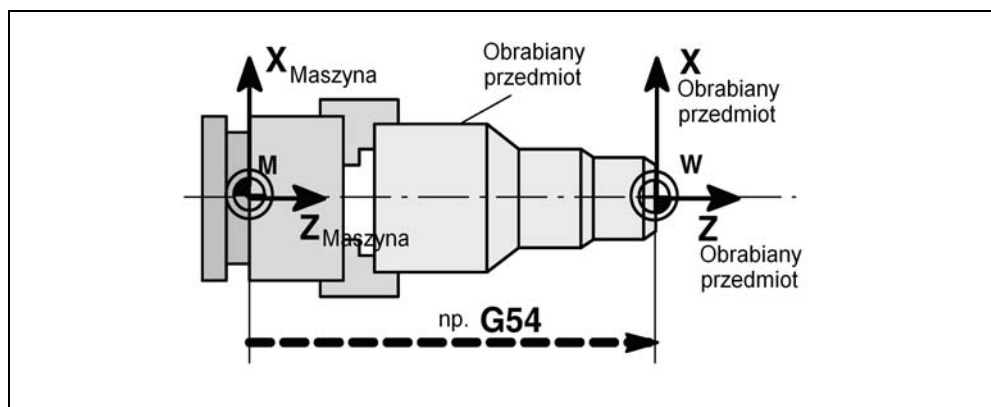 X Maszyna
Obrabiany
przedmiot
X
Obrabiany
przedmiot
M
W
Z Maszyna
Z
Obrabiany
przedmiot
np. G54